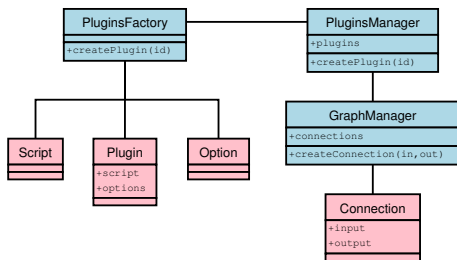 PluginsFactory
+createPlugin(id)
PluginsManager
+plugins
+createPlugin(id)
GraphManager
+connections
+createConnection(in,out)
Script
Plugin
+script
+options
Option
Connection
+input
+output